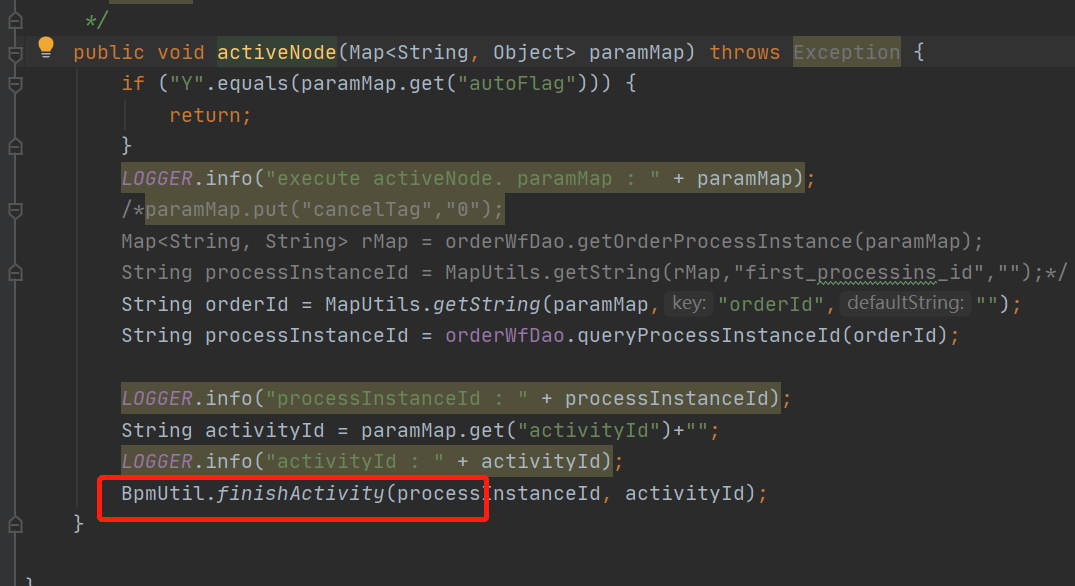 */
public void activeNode(Map<String, Object> paramMap) throws Exception {
if ("Y".equals(paramMap.get("autoFlag"))) {
return;
}
LOGGER.info("execute activeNode. paramMap : " + paramMap);
/*paramMap.put("cancelTag","0");
Map<String, String> rMap = orderWfDao.getOrderProcessInstance(paramMap);
String processInstanceId = MapUtils.getString(rMap,"first_processins_id","");*/
String orderId = MapUtils.getString(paramMap, key: "orderId", defaultString: "");
String processInstanceId = orderWfDao.queryProcessInstanceId(orderId);
LOGGER.info("processInstanceId : " + processInstanceId);
String activityId = paramMap.get("activityId")+"";
LOGGER.info("activityId : " + activityId);
BpmUtil.finishActivity(processInstanceId, activityId);
}
}